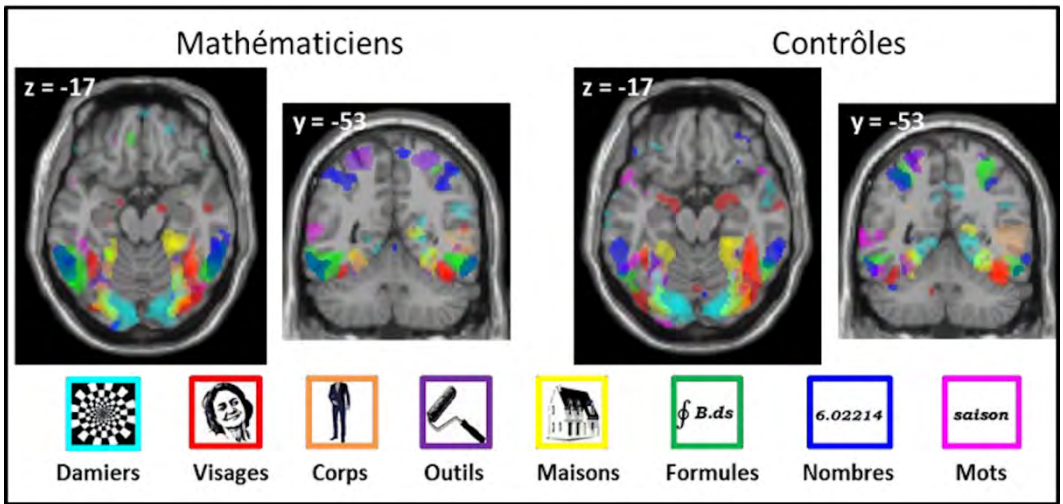 Mathématiciens Contrôles
z = -17 y = -53 z = -17 y = -53
∮ B.ds 6.02214 saison
Damiers Visages Corps Outils Maisons Formules Nombres Mots